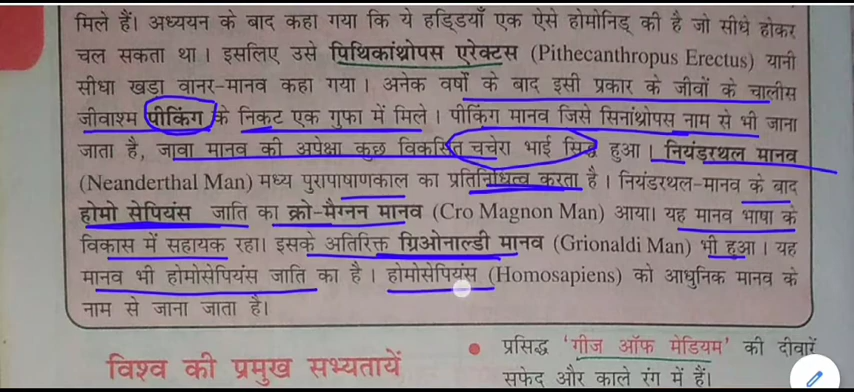 मिले हैं। अध्ययन के बाद कहा गया कि ये हड्डियाँ एक ऐसे होमोनिड् की है जो सीधे होकर
चल सकता था। इसलिए उसे पिथिकांथ्रोपस एरेक्टस (Pithecanthropus Erectus) यानी
सीधा खड़ा वानर-मानव कहा गया। अनेक वर्षो के बाद इसी प्रकार के जीवों के चालीस
जीवाश्म पीकिंग के निकट एक गुफा में मिले। पीकिंग मानव जिसे सिनांथ्रोपस नाम से भी जाना
जाता है, जावा मानव की अपेक्षा कुछ विकसित चचेरा भाई सिद्ध हुआ। नियंडरथल मानव
(Neanderthal Man) मध्य पुरापाषाणकाल का प्रतिनिधित्व करता है। नियंडरथल-मानव के बाद
होमो सेपियंस जाति का क्रो-मैग्नन मानव (Cro Magnon Man) आया। यह मानव भाषा के
विकास में सहायक रहा। इसके अतिरिक्त ग्रिओनाल्डी मानव (Grionaldi Man) भी हुआ। यह
मानव भी होमोसेपियंस जाति का है। होमोसेपियंस (Homosapiens) को आधुनिक मानव के
नाम से जाना जाता है।
विश्व की प्रमुख सभ्यतायें
• प्रसिद्ध 'गीज ऑफ मेडियम' की दीवारें
सफेद और काले रंग में हैं।